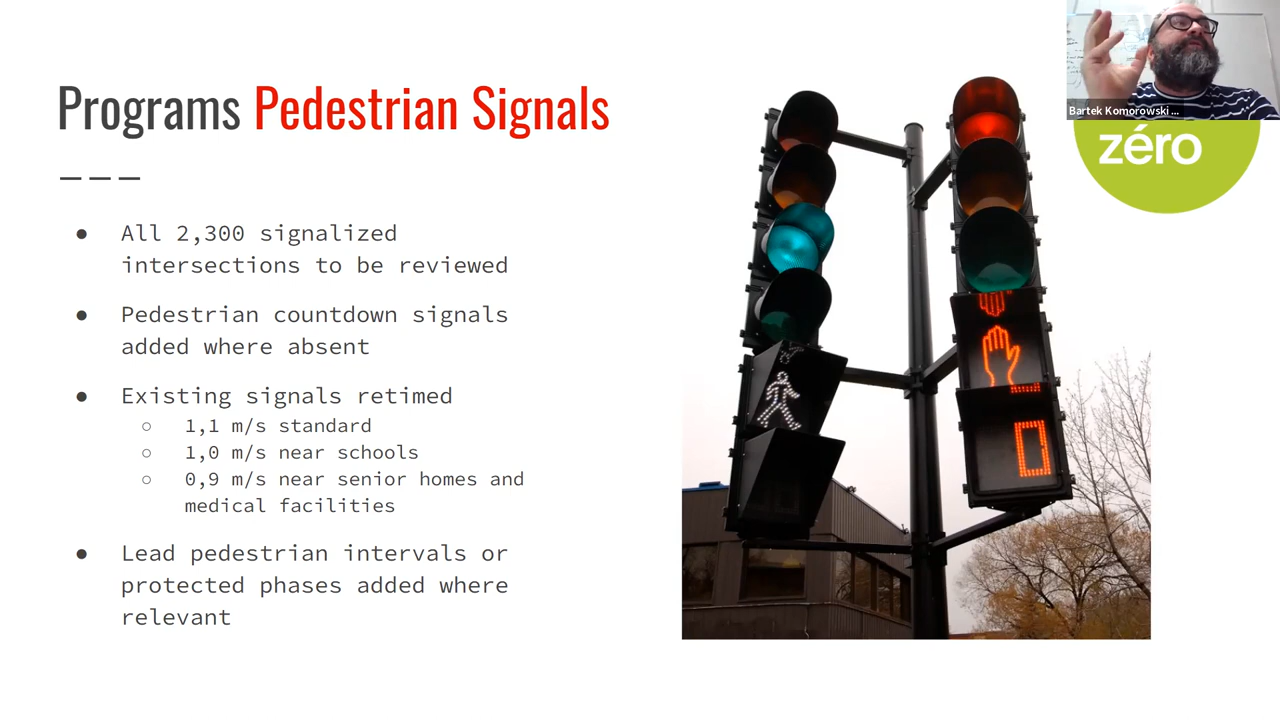 Bartek Komorowski ...
zéro
Programs Pedestrian Signals
● All 2,300 signalized
intersections to be reviewed
● Pedestrian countdown signals
added where absent
● Existing signals retimed
○ 1,1 m/s standard
○ 1,0 m/s near schools
○ 0,9 m/s near senior homes and
medical facilities
● Lead pedestrian intervals or
protected phases added where
relevant
0